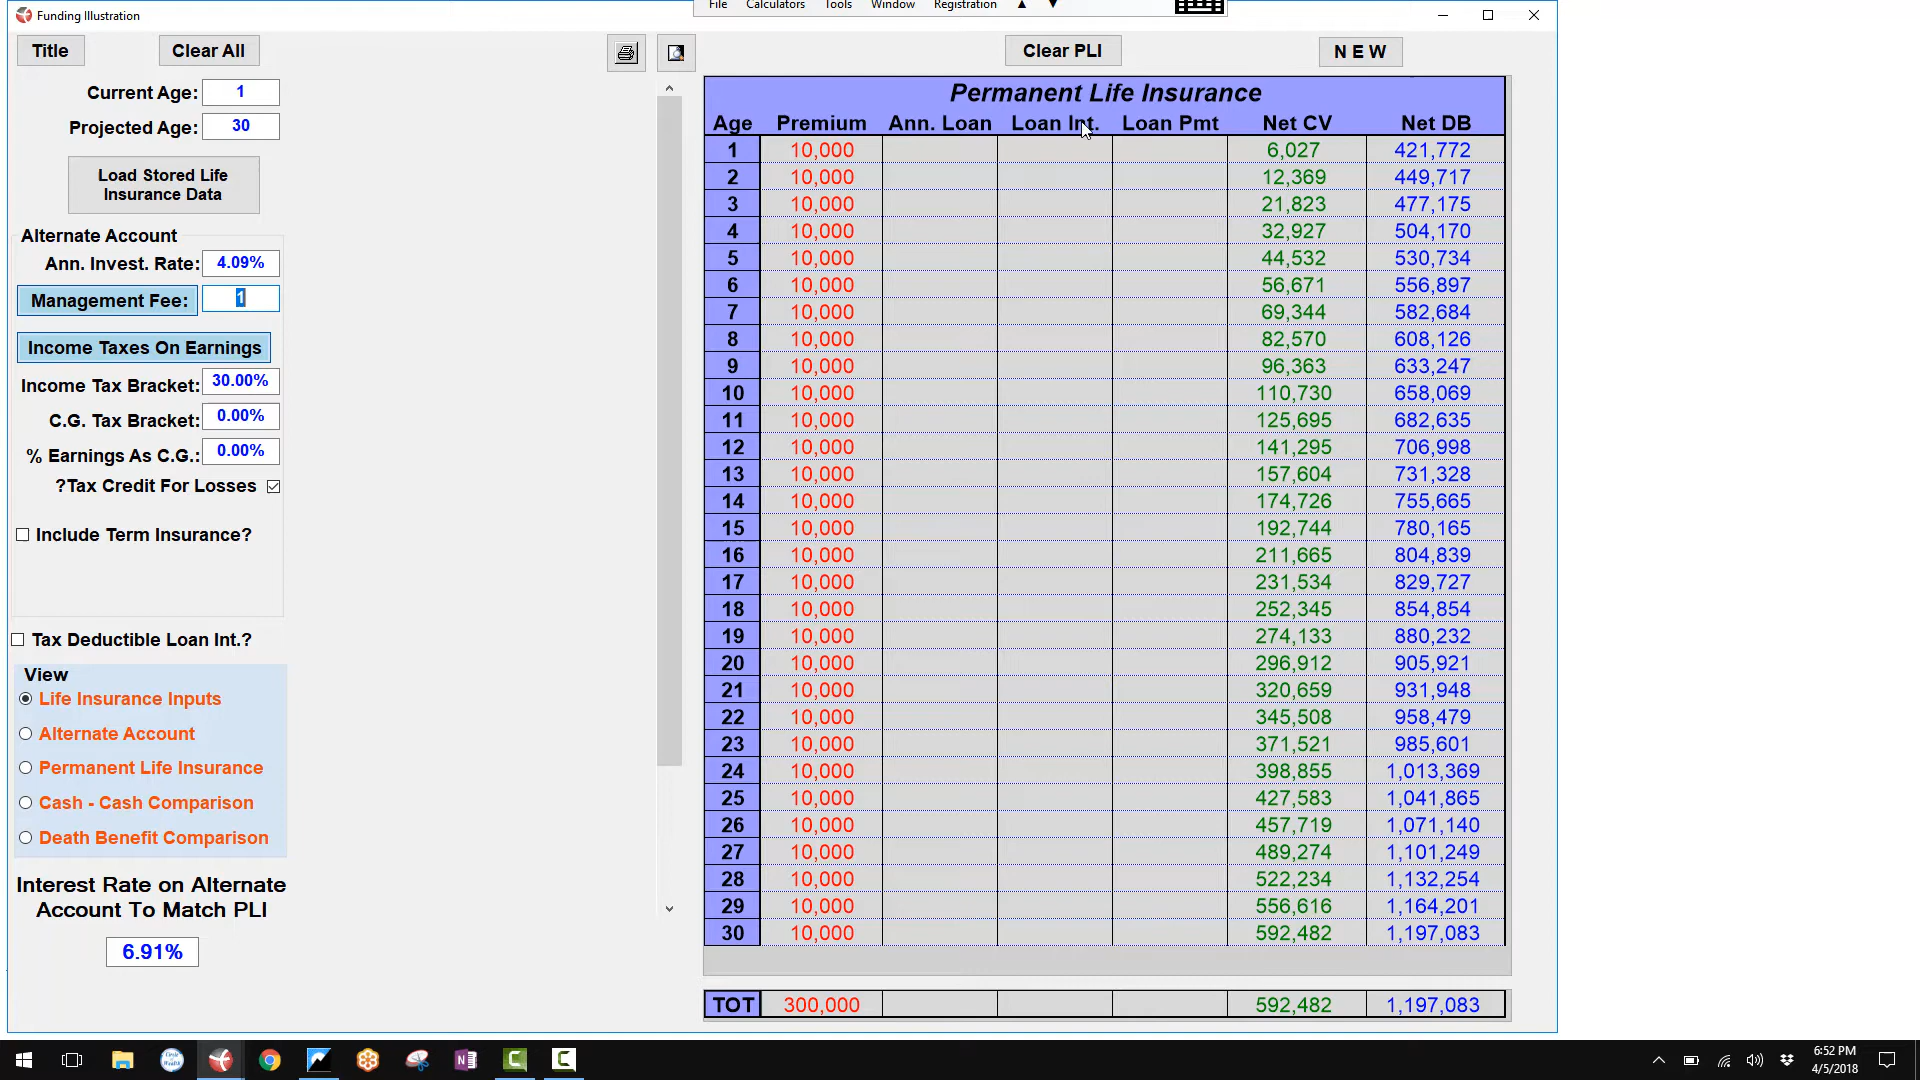 Funding Illustration
File Calculators Tools Window Registration
Title Clear All
Clear PLI N E W
Current Age: 1
Projected Age: 30
Load Stored Life
Insurance Data
Alternate Account
Ann. Invest. Rate: 4.09%
Management Fee: 1
Income Taxes On Earnings
Income Tax Bracket: 30.00%
C.G. Tax Bracket: 0.00%
% Earnings As C.G.: 0.00%
?Tax Credit For Losses
Include Term Insurance?
Tax Deductible Loan Int.?
View
Life Insurance Inputs
Alternate Account
Permanent Life Insurance
Cash - Cash Comparison
Death Benefit Comparison
Interest Rate on Alternate
Account To Match PLI
6.91%
Permanent Life Insurance
Age Premium Ann. Loan Loan Int. Loan Pmt Net CV Net DB
1 10,000 6,027 421,772
2 10,000 12,369 449,717
3 10,000 21,823 477,175
4 10,000 32,927 504,170
5 10,000 44,532 530,734
6 10,000 56,671 556,897
7 10,000 69,344 582,684
8 10,000 82,570 608,126
9 10,000 96,363 633,247
10 10,000 110,730 658,069
11 10,000 125,695 682,635
12 10,000 141,295 706,998
13 10,000 157,604 731,328
14 10,000 174,726 755,665
15 10,000 192,744 780,165
16 10,000 211,665 804,839
17 10,000 231,534 829,727
18 10,000 252,345 854,854
19 10,000 274,133 880,232
20 10,000 296,912 905,921
21 10,000 320,659 931,948
22 10,000 345,508 958,479
23 10,000 371,521 985,601
24 10,000 398,855 1,013,369
25 10,000 427,583 1,041,865
26 10,000 457,719 1,071,140
27 10,000 489,274 1,101,249
28 10,000 522,234 1,132,254
29 10,000 556,616 1,164,201
30 10,000 592,482 1,197,083
TOT 300,000 592,482 1,197,083
6:52 PM
4/5/2018